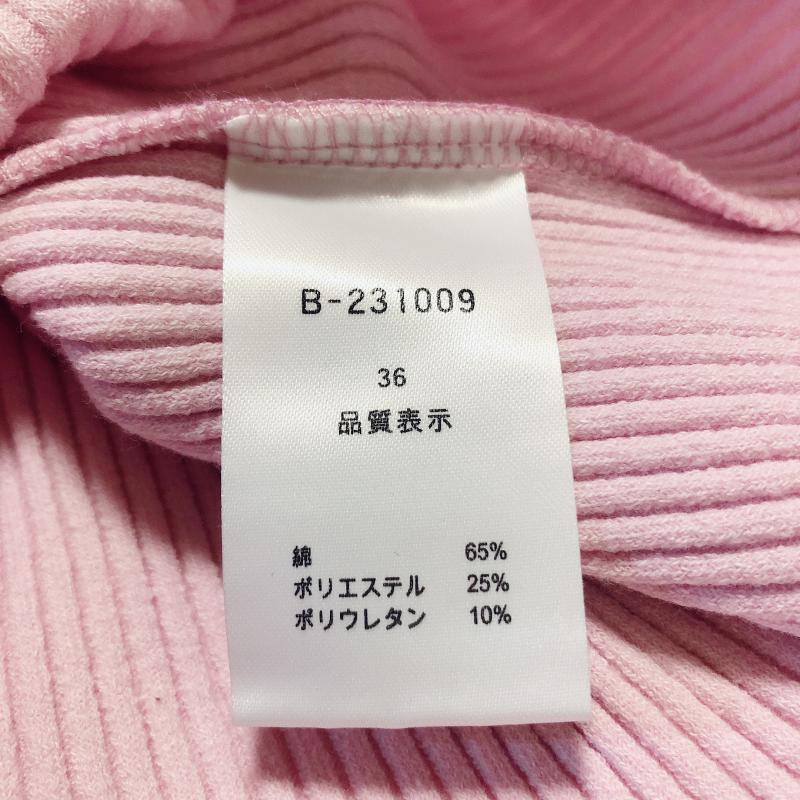 B-231009
36
品質表示
綿 65%
ポリエステル 25%
ポリウレタン 10%